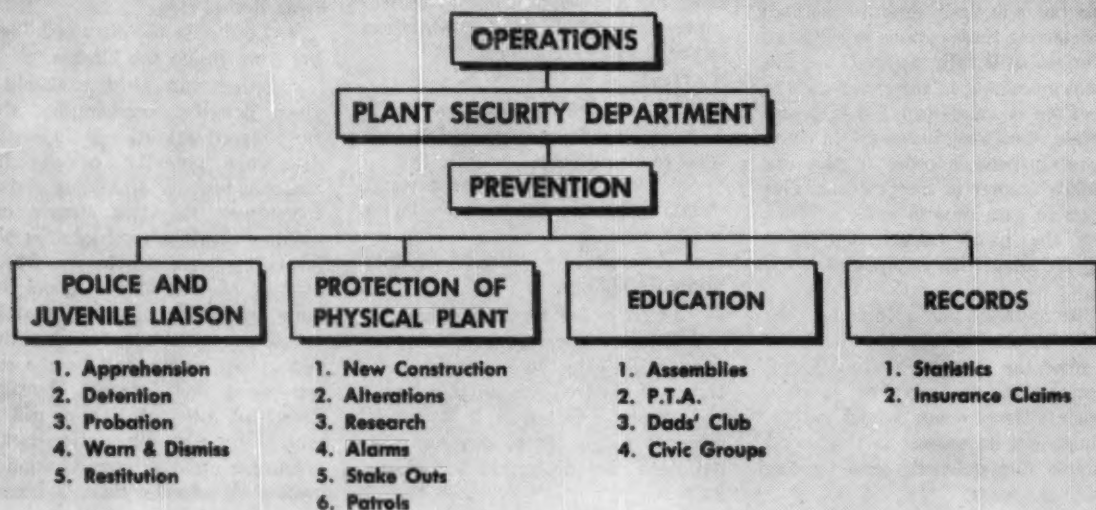 OPERATIONS
PLANT SECURITY DEPARTMENT
PREVENTION
POLICE AND
JUVENILE LIAISON
1. Apprehension
2. Detention
3. Probation
4. Warn & Dismiss
5. Restitution
PROTECTION OF
PHYSICAL PLANT
1. New Construction
2. Alterations
3. Research
4. Alarms
5. Stake Outs
6. Patrols
EDUCATION
1. Assemblies
2. P.T.A.
3. Dads' Club
4. Civic Groups
RECORDS
1. Statistics
2. Insurance Claims